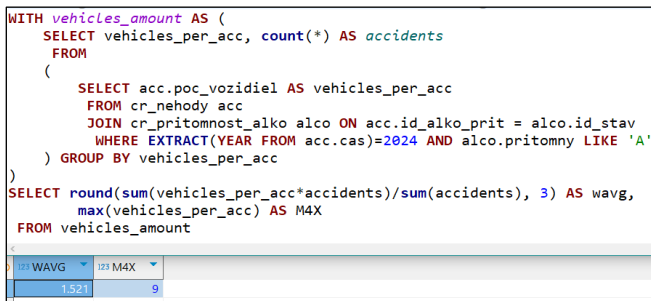 WITH vehicles_amount AS (
SELECT vehicles_per_acc, count(*) AS accidents
FROM
(
SELECT acc.poc_vozidiel AS vehicles_per_acc
FROM cr_nehody acc
JOIN cr_pritomnost_alko alco ON acc.id_alko_prit = alco.id_stav
WHERE EXTRACT(YEAR FROM acc.cas)=2024 AND alco.pritomny LIKE 'A'
) GROUP BY vehicles_per_acc
)
SELECT round(sum(vehicles_per_acc*accidents)/sum(accidents), 3) AS wavg,
max(vehicles_per_acc) AS M4X
FROM vehicles_amount
123 WAVG 123 M4X
1.521 9